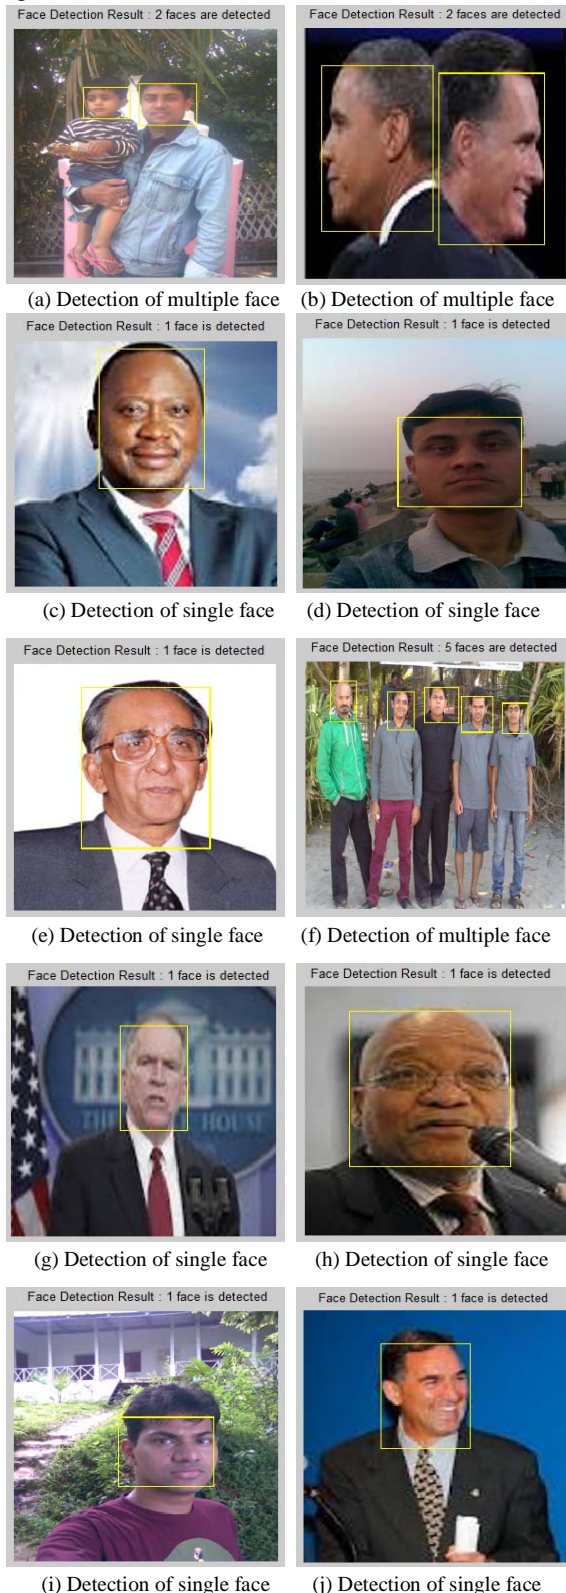 Face Detection Result : 2 faces are detected
Face Detection Result : 2 faces are detected
(a) Detection of multiple face
(b) Detection of multiple face
Face Detection Result : 1 face is detected
Face Detection Result : 1 face is detected
(c) Detection of single face
(d) Detection of single face
Face Detection Result : 1 face is detected
Face Detection Result : 5 faces are detected
(e) Detection of single face
(f) Detection of multiple face
Face Detection Result : 1 face is detected
Face Detection Result : 1 face is detected
THE
HOUSE
(g) Detection of single face
(h) Detection of single face
Face Detection Result : 1 face is detected
Face Detection Result : 1 face is detected
(i) Detection of single face
(j) Detection of single face